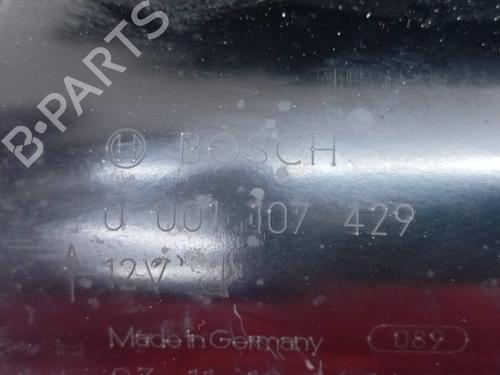 B-PARTS
BOSCH
0 001 107 429
12V
Made in Germany 089